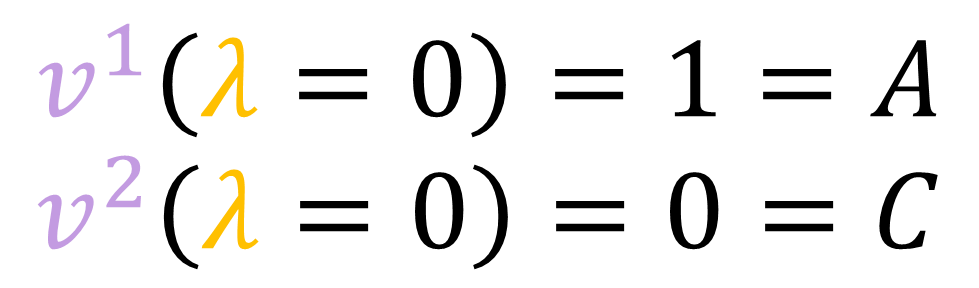 v¹(λ = 0) = 1 = A
v²(λ = 0) = 0 = C